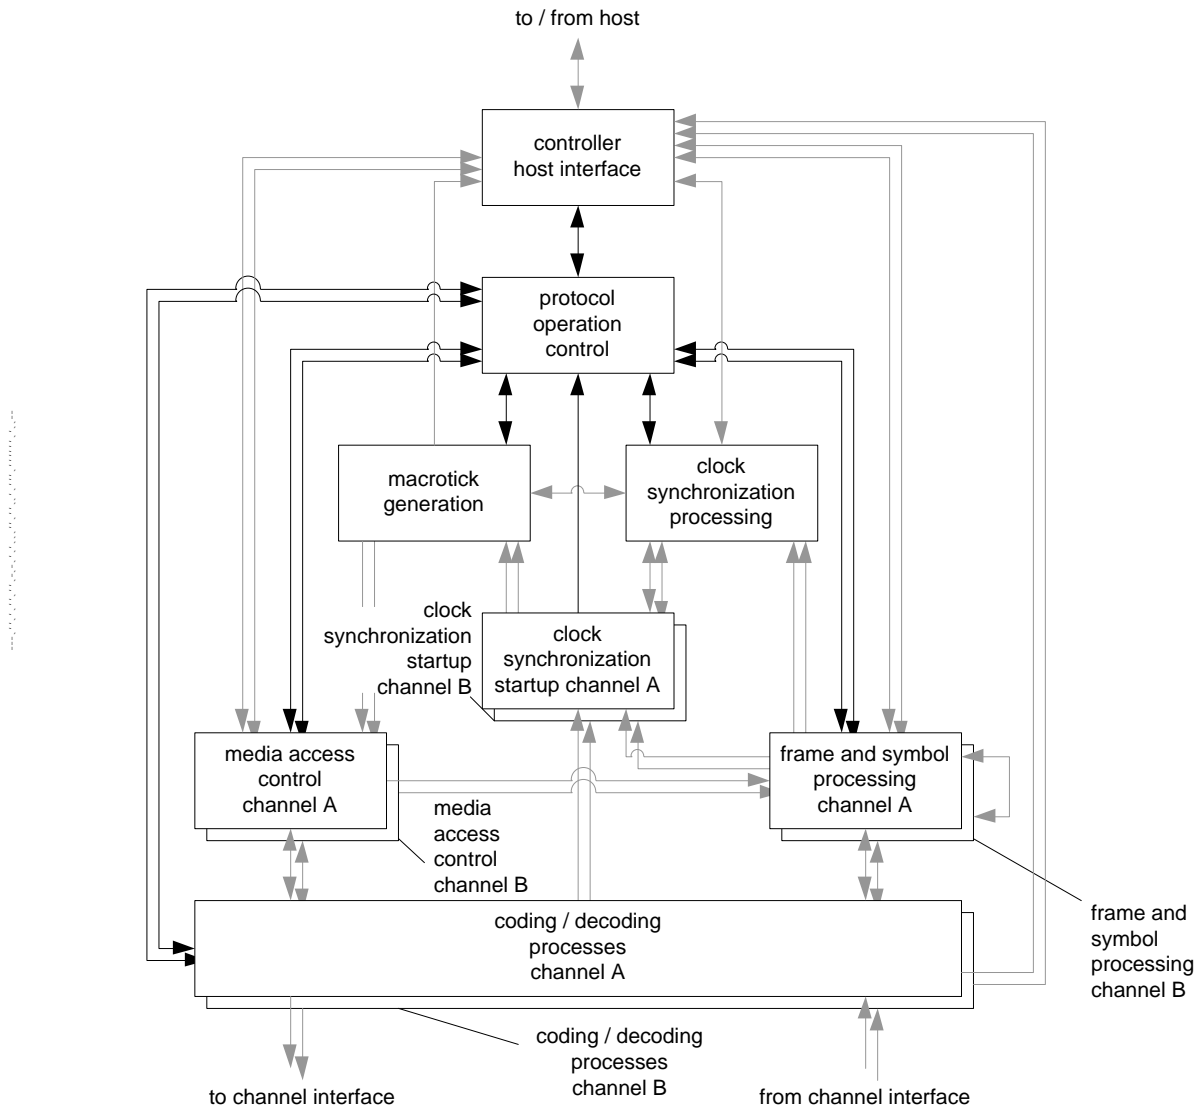 to / from host
controller
host interface
protocol
operation
control
macrotick
generation
clock
synchronization
processing
clock
synchronization
startup
channel B
clock
synchronization
startup channel A
media access
control
channel A
frame and symbol
processing
channel A
media
access
control
channel B
coding / decoding
processes
channel A
frame and
symbol
processing
channel B
coding / decoding
processes
channel B
to channel interface
from channel interface